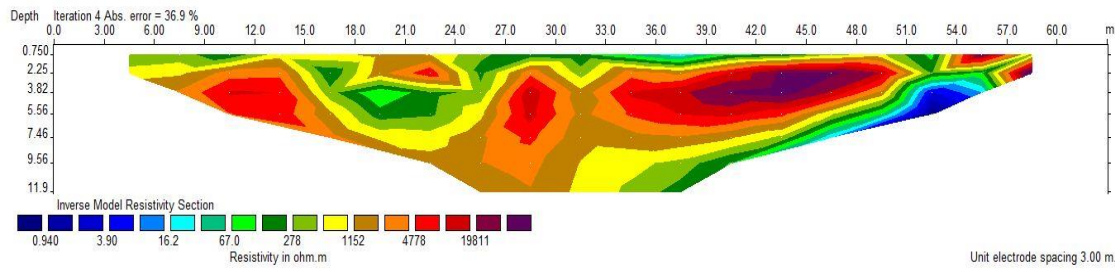 Depth Iteration 4 Abs. error = 36.9 %
0.0 6.00 9.00 12.0 15.0 18.0 21.0 24.0 27.0 30.0 33.0 36.0 39.0 42.0 45.0 48.0 51.0 54.0 57.0 60.0 m
0.750
2.25
3.82
5.56
7.46
9.56
11.9
Inverse Model Resistivity Section
0.940 3.90 16.2 67.0 278 1152 4778 19811
Resistivity in ohm.m
Unit electrode spacing 3.00 m